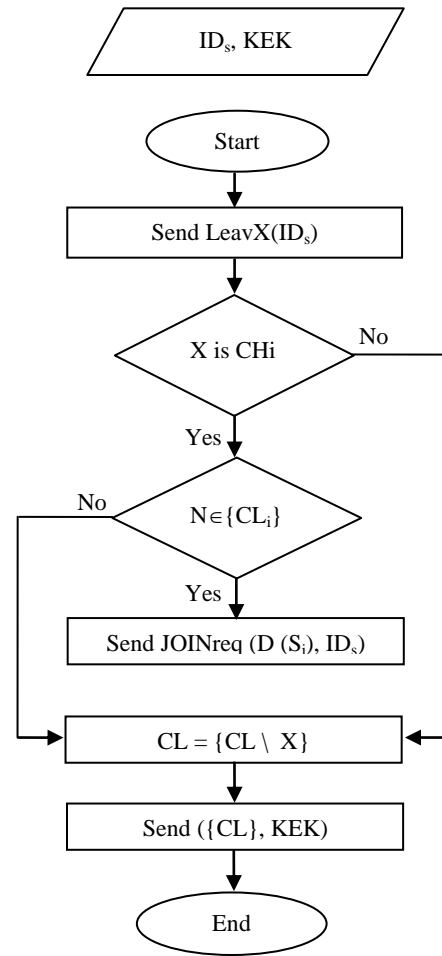 IDₛ, KEK
Start
Send LeavX(IDₛ)
X is CHi
No
Yes
No
N∈{CLᵢ}
Yes
Send JOINreq (D (Sᵢ), IDₛ)
CL = {CL \ X}
Send ({CL}, KEK)
End